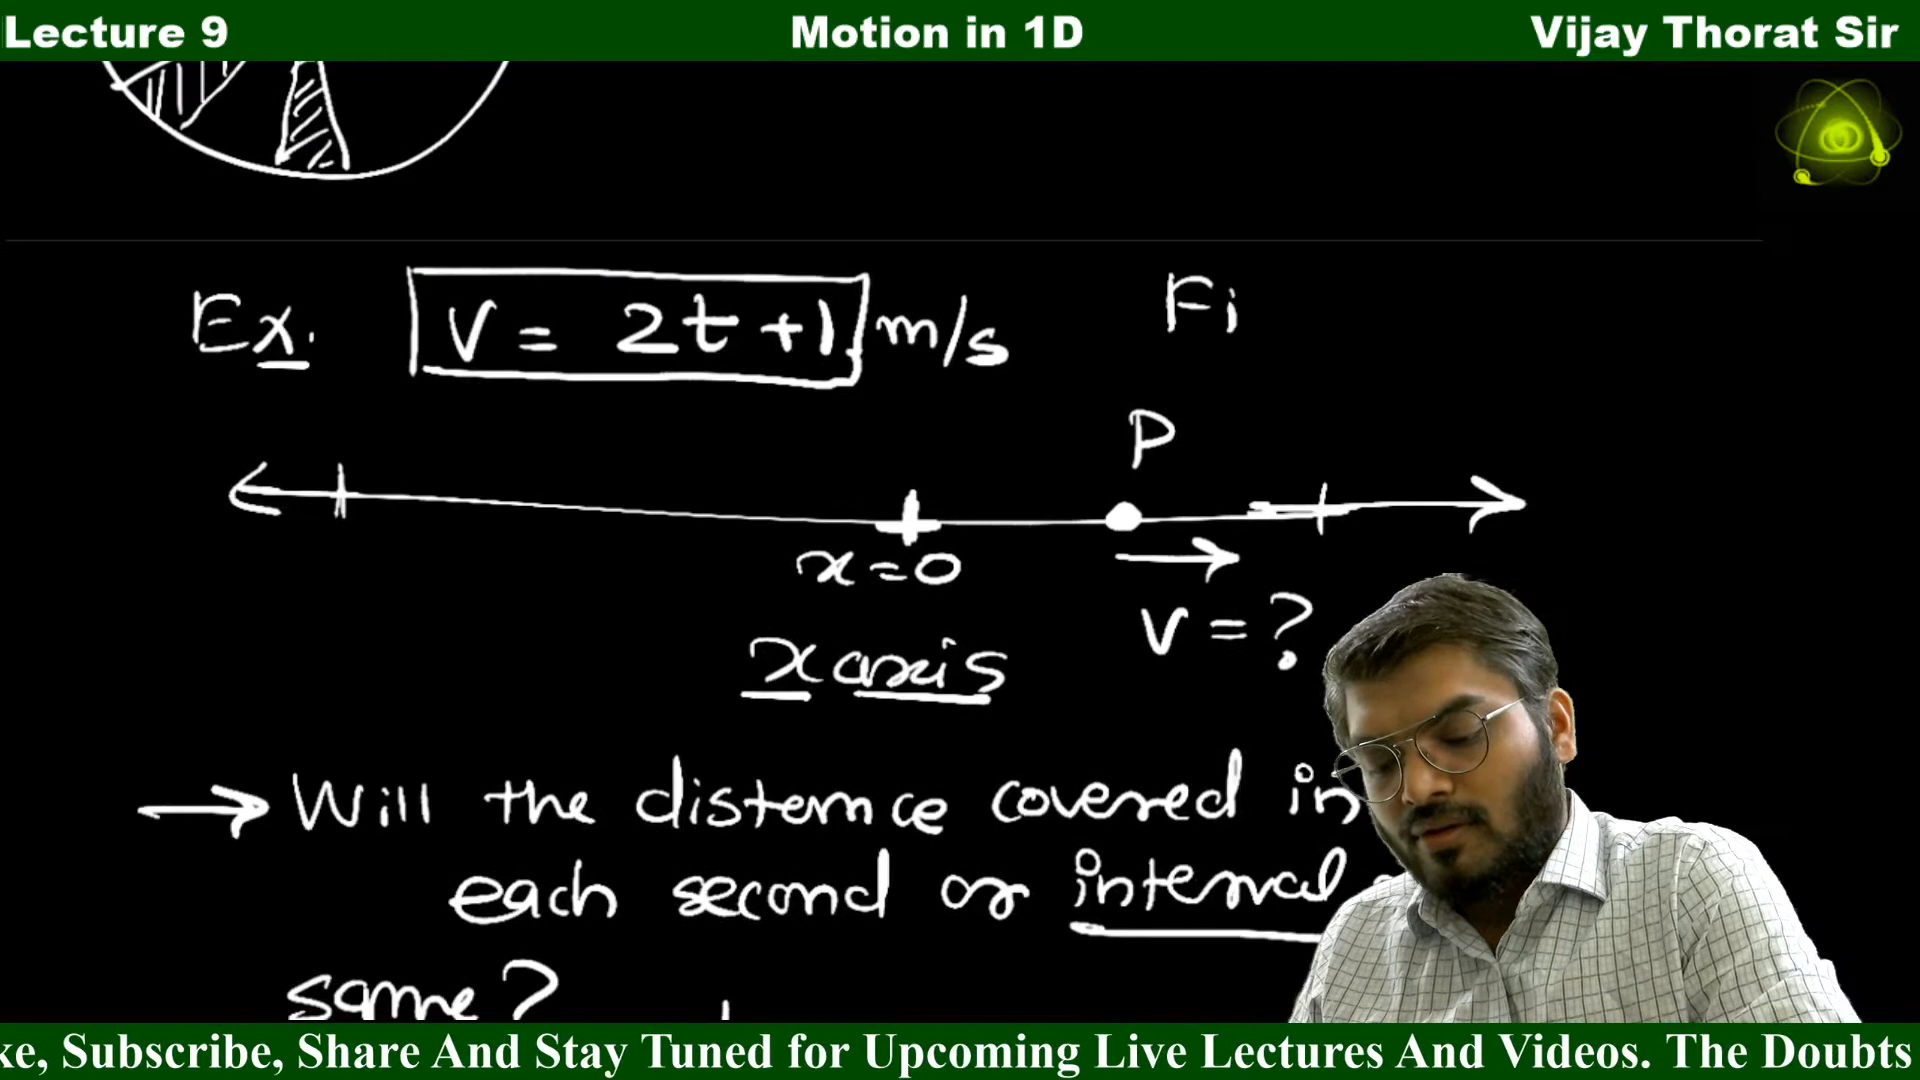 Lecture 9 Motion in 1D Vijay Thorat Sir
Ex. V = 2t + 1 m/s Fi
P
x = 0
V = ?
x axis
→ Will the distance covered in
each second or interval
same ?
ke, Subscribe, Share And Stay Tuned for Upcoming Live Lectures And Videos. The Doubts